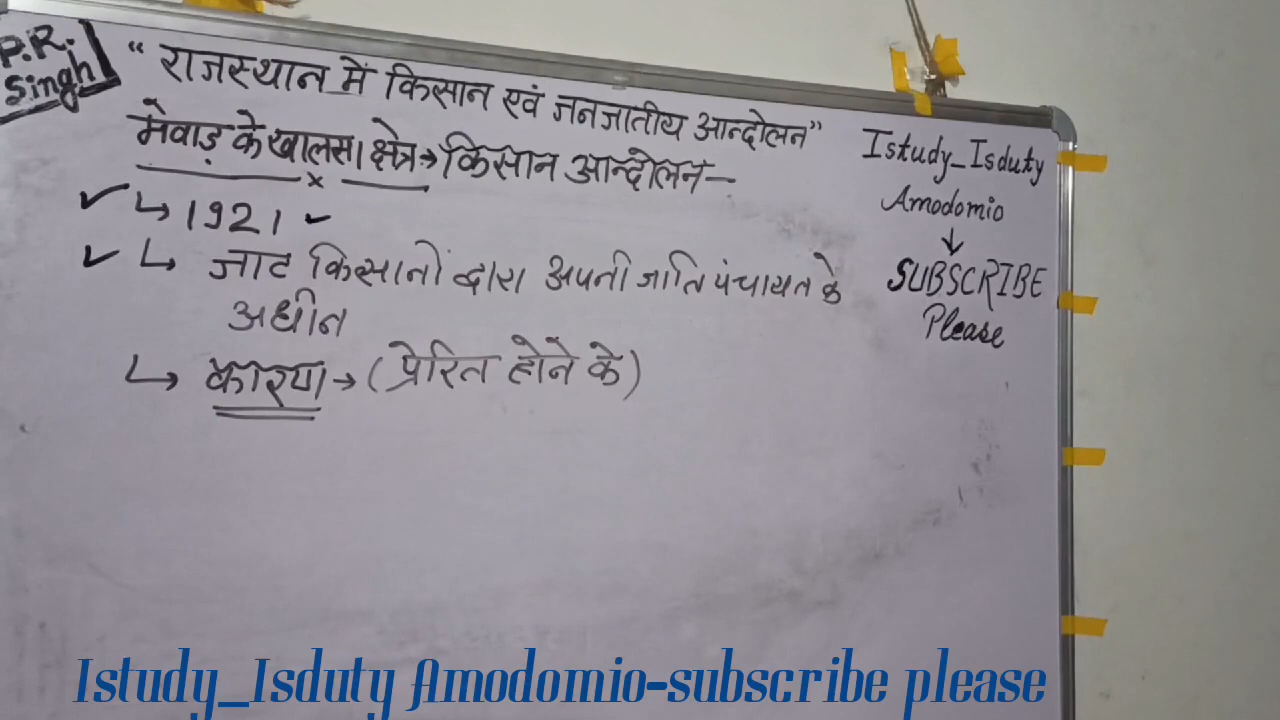 P.R.
Singh
“राजस्थान में किसान एवं जनजातीय आन्दोलन”
मेवाड़ के खालसा क्षेत्र → किसान आन्दोलन –
x
✓ ↳ 1921 ✓
✓ ↳ जाट किसानों द्वारा अपनी जाति पंचायत के
अधीन
↳ कारण → (प्रेरित होने के)
Istudy_Isduty
Amodomio
↓
SUBSCRIBE
Please
Istudy_Isduty Amodomio-subscribe please